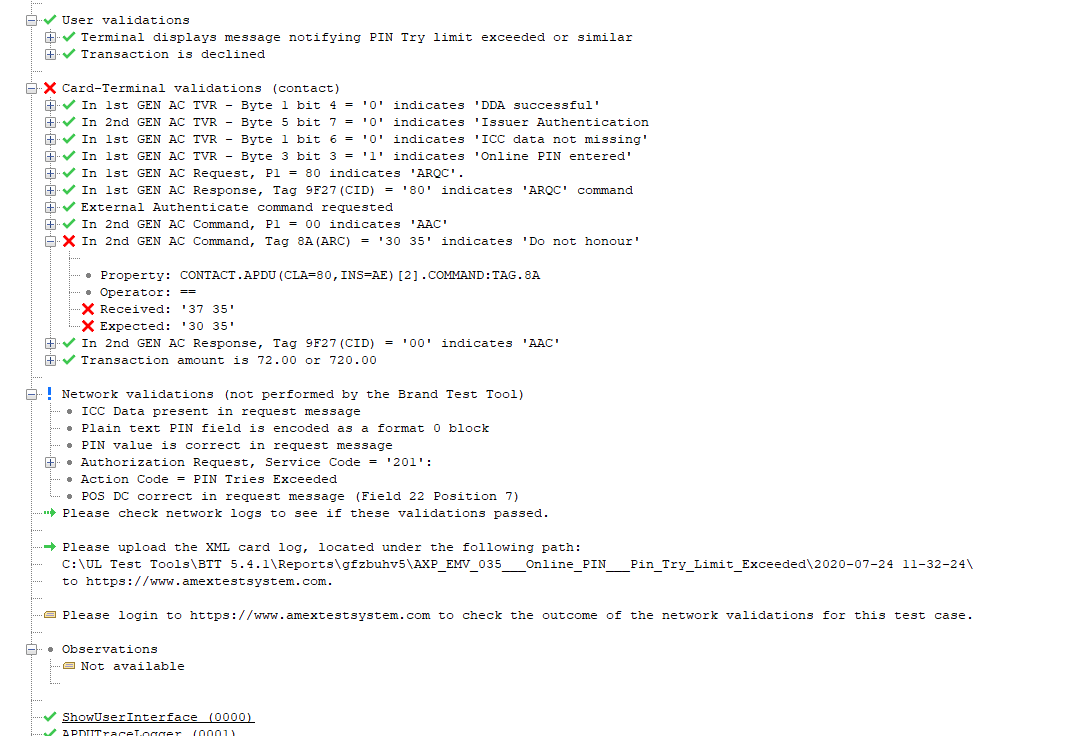 User validations
Terminal displays message notifying PIN Try limit exceeded or similar
Transaction is declined
Card-Terminal validations (contact)
In 1st GEN AC TVR - Byte 1 bit 4 = '0' indicates 'DDA successful'
In 2nd GEN AC TVR - Byte 5 bit 7 = '0' indicates 'Issuer Authentication
In 1st GEN AC TVR - Byte 1 bit 6 = '0' indicates 'ICC data not missing'
In 1st GEN AC TVR - Byte 3 bit 3 = '1' indicates 'Online PIN entered'
In 1st GEN AC Request, P1 = 80 indicates 'ARQC'.
In 1st GEN AC Response, Tag 9F27(CID) = '80' indicates 'ARQC' command
External Authenticate command requested
In 2nd GEN AC Command, P1 = 00 indicates 'AAC'
In 2nd GEN AC Command, Tag 8A(ARC) = '30 35' indicates 'Do not honour'
Property: CONTACT.APDU(CLA=80,INS=AE)[2].COMMAND:TAG.8A
Operator: ==
Received: '37 35'
Expected: '30 35'
In 2nd GEN AC Response, Tag 9F27(CID) = '00' indicates 'AAC'
Transaction amount is 72.00 or 720.00
Network validations (not performed by the Brand Test Tool)
ICC Data present in request message
Plain text PIN field is encoded as a format 0 block
PIN value is correct in request message
Authorization Request, Service Code = '201':
Action Code = PIN Tries Exceeded
POS DC correct in request message (Field 22 Position 7)
Please check network logs to see if these validations passed.
Please upload the XML card log, located under the following path:
C:\UL Test Tools\BTT 5.4.1\Reports\gfzbuhv5\AXP_EMV_035___Online_PIN___Pin_Try_Limit_Exceeded\2020-07-24 11-32-24\
to https://www.amextestsystem.com.
Please login to https://www.amextestsystem.com to check the outcome of the network validations for this test case.
Observations
Not available
ShowUserInterface (0000)
APDUTraceLogger (0001)